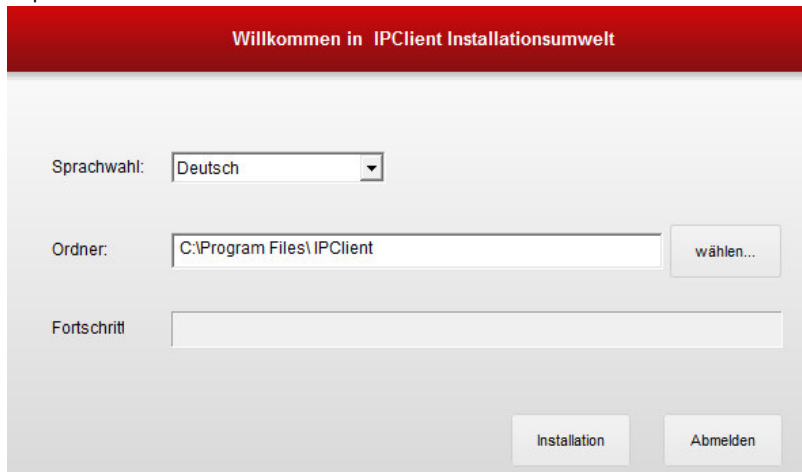 Willkommen in IPClient Installationsumwelt
Sprachwahl: Deutsch
Ordner: C:\Program Files\ IPClient wählen...
Fortschritt
Installation Abmelden